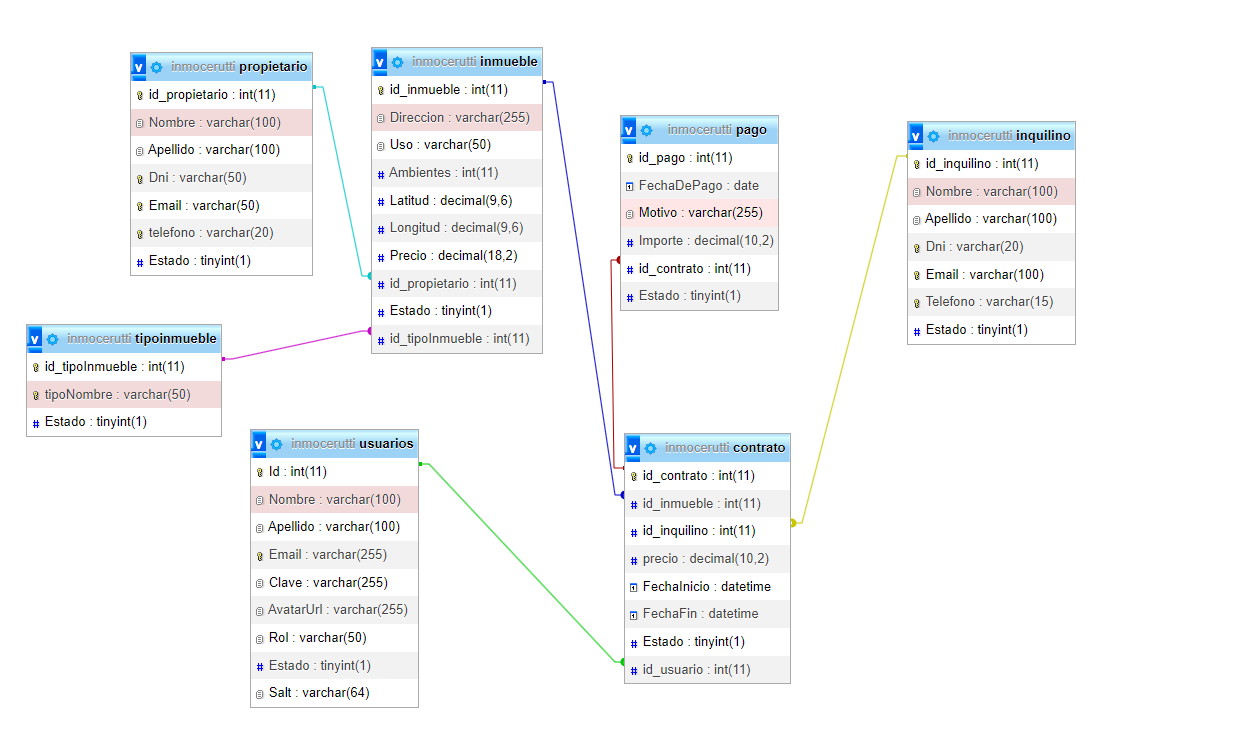 v inmocerutti propietario
id_propietario : int(11)
Nombre : varchar(100)
Apellido : varchar(100)
Dni : varchar(50)
Email : varchar(50)
telefono : varchar(20)
# Estado : tinyint(1)
v inmocerutti inmueble
id_inmueble : int(11)
Direccion : varchar(255)
Uso : varchar(50)
# Ambientes : int(11)
# Latitud : decimal(9,6)
# Longitud : decimal(9,6)
# Precio : decimal(18,2)
# id_propietario : int(11)
# Estado : tinyint(1)
# id_tipoInmueble : int(11)
v inmocerutti pago
id_pago : int(11)
FechaDePago : date
Motivo : varchar(255)
# Importe : decimal(10,2)
# id_contrato : int(11)
# Estado : tinyint(1)
v inmocerutti inquilino
id_inquilino : int(11)
Nombre : varchar(100)
Apellido : varchar(100)
Dni : varchar(20)
Email : varchar(100)
Telefono : varchar(15)
# Estado : tinyint(1)
v inmocerutti tipoinmueble
id_tipoInmueble : int(11)
tipoNombre : varchar(50)
# Estado : tinyint(1)
v inmocerutti usuarios
Id : int(11)
Nombre : varchar(100)
Apellido : varchar(100)
Email : varchar(255)
Clave : varchar(255)
AvatarUrl : varchar(255)
Rol : varchar(50)
# Estado : tinyint(1)
Salt : varchar(64)
v inmocerutti contrato
id_contrato : int(11)
# id_inmueble : int(11)
# id_inquilino : int(11)
# precio : decimal(10,2)
FechaInicio : datetime
FechaFin : datetime
# Estado : tinyint(1)
# id_usuario : int(11)